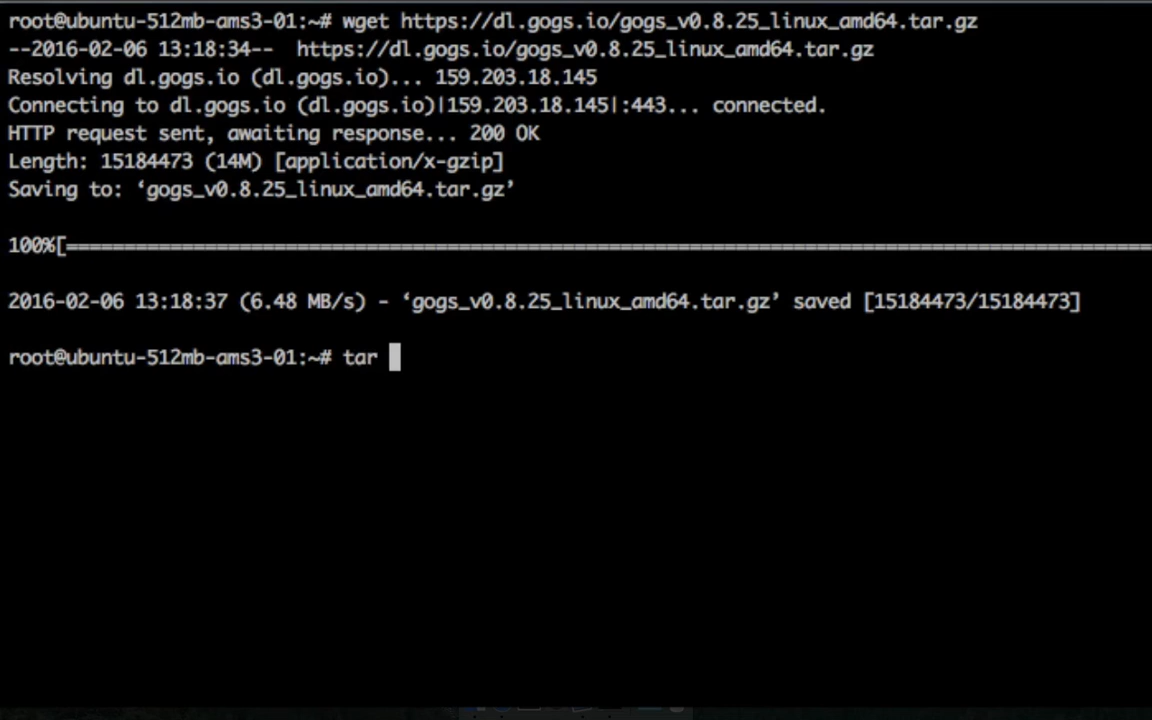 root@ubuntu-512mb-ams3-01:~# wget https://dl.gogs.io/gogs_v0.8.25_linux_amd64.tar.gz
--2016-02-06 13:18:34--  https://dl.gogs.io/gogs_v0.8.25_linux_amd64.tar.gz
Resolving dl.gogs.io (dl.gogs.io)... 159.203.18.145
Connecting to dl.gogs.io (dl.gogs.io)|159.203.18.145|:443... connected.
HTTP request sent, awaiting response... 200 OK
Length: 15184473 (14M) [application/x-gzip]
Saving to: ‘gogs_v0.8.25_linux_amd64.tar.gz’
100%[===============================================================================================
2016-02-06 13:18:37 (6.48 MB/s) - ‘gogs_v0.8.25_linux_amd64.tar.gz’ saved [15184473/15184473]
root@ubuntu-512mb-ams3-01:~# tar